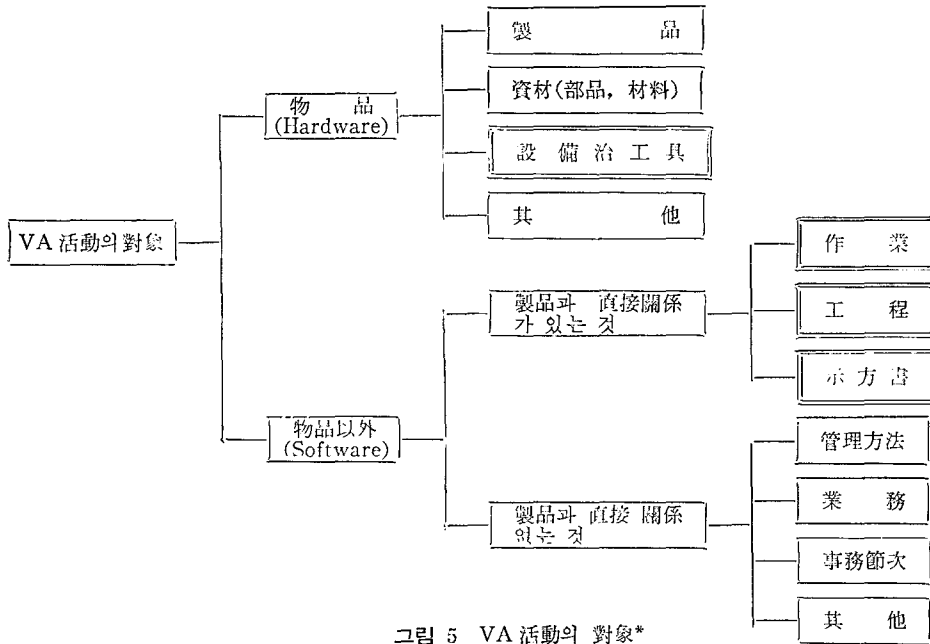 VA 活動의 對象
物品
(Hardware)
製品
資材(部品, 材料)
設備治工具
其他
物品以外
(Software)
製品과 直接關係
가 있는 것
作業
工程
示方書
製品과 直接 關係
없는 것
管理方法
業務
事務節次
其他
그림 5 VA 活動의 對象*